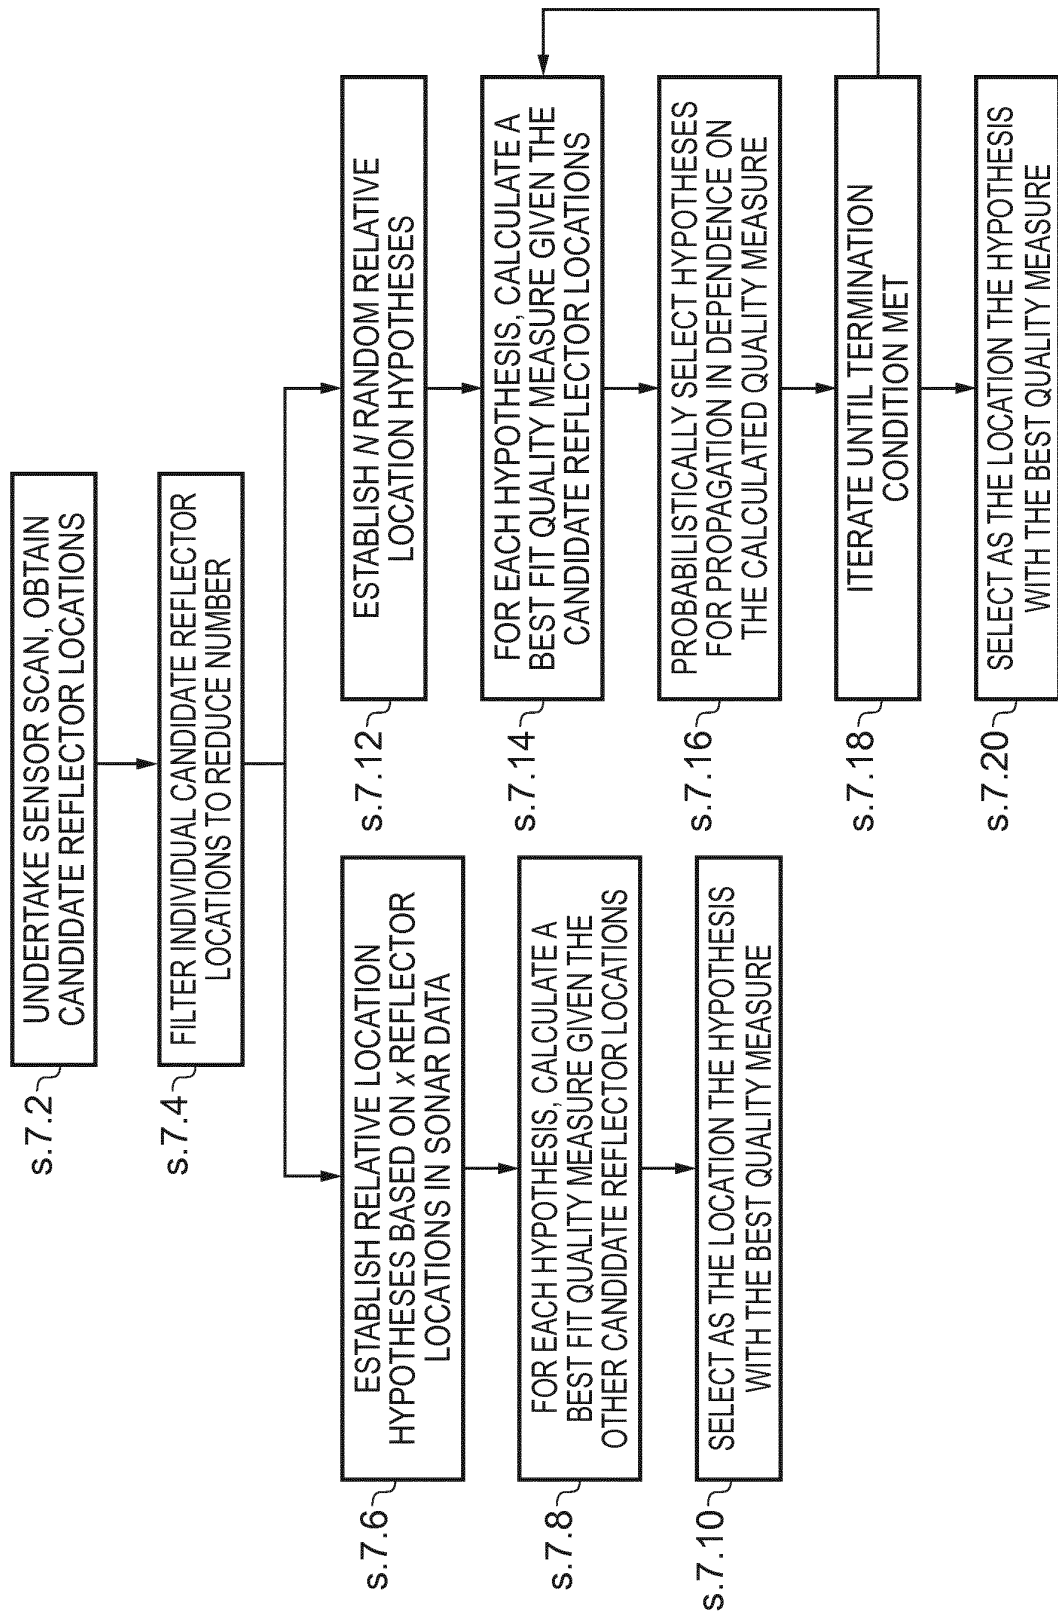 s.7.2
UNDERTAKE SENSOR SCAN, OBTAIN
CANDIDATE REFLECTOR LOCATIONS
s.7.4
FILTER INDIVIDUAL CANDIDATE REFLECTOR
LOCATIONS TO REDUCE NUMBER
s.7.6
ESTABLISH RELATIVE LOCATION
HYPOTHESES BASED ON x REFLECTOR
LOCATIONS IN SONAR DATA
s.7.8
FOR EACH HYPOTHESIS, CALCULATE A
BEST FIT QUALITY MEASURE GIVEN THE
OTHER CANDIDATE REFLECTOR LOCATIONS
s.7.10
SELECT AS THE LOCATION THE HYPOTHESIS
WITH THE BEST QUALITY MEASURE
s.7.12
ESTABLISH N RANDOM RELATIVE
LOCATION HYPOTHESES
s.7.14
FOR EACH HYPOTHESIS, CALCULATE A
BEST FIT QUALITY MEASURE GIVEN THE
CANDIDATE REFLECTOR LOCATIONS
s.7.16
PROBABILISTICALLY SELECT HYPOTHESES
FOR PROPAGATION IN DEPENDENCE ON
THE CALCULATED QUALITY MEASURE
s.7.18
ITERATE UNTIL TERMINATION
CONDITION MET
s.7.20
SELECT AS THE LOCATION THE HYPOTHESIS
WITH THE BEST QUALITY MEASURE